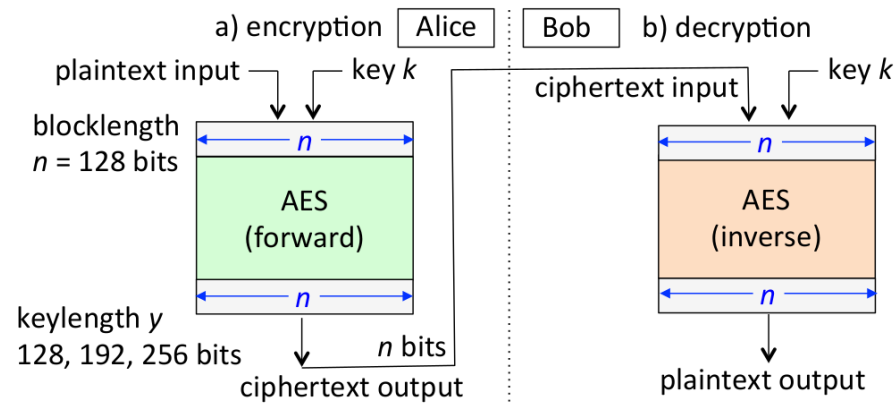 a) encryption Alice
Bob b) decryption
plaintext input
key k
ciphertext input
key k
blocklength
n = 128 bits
n
n
AES
(forward)
AES
(inverse)
n
n
keylength y
128, 192, 256 bits
n bits
ciphertext output
plaintext output